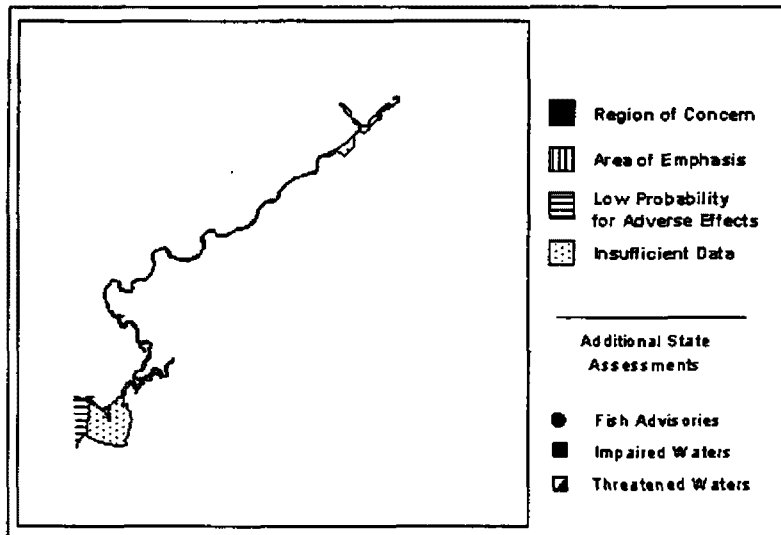 Region of Concern
Area of Emphasis
Low Probability
for Adverse Effects
Insufficient Data
Additional State
Assessments
Fish Advisories
Impaired Waters
Threatened Waters